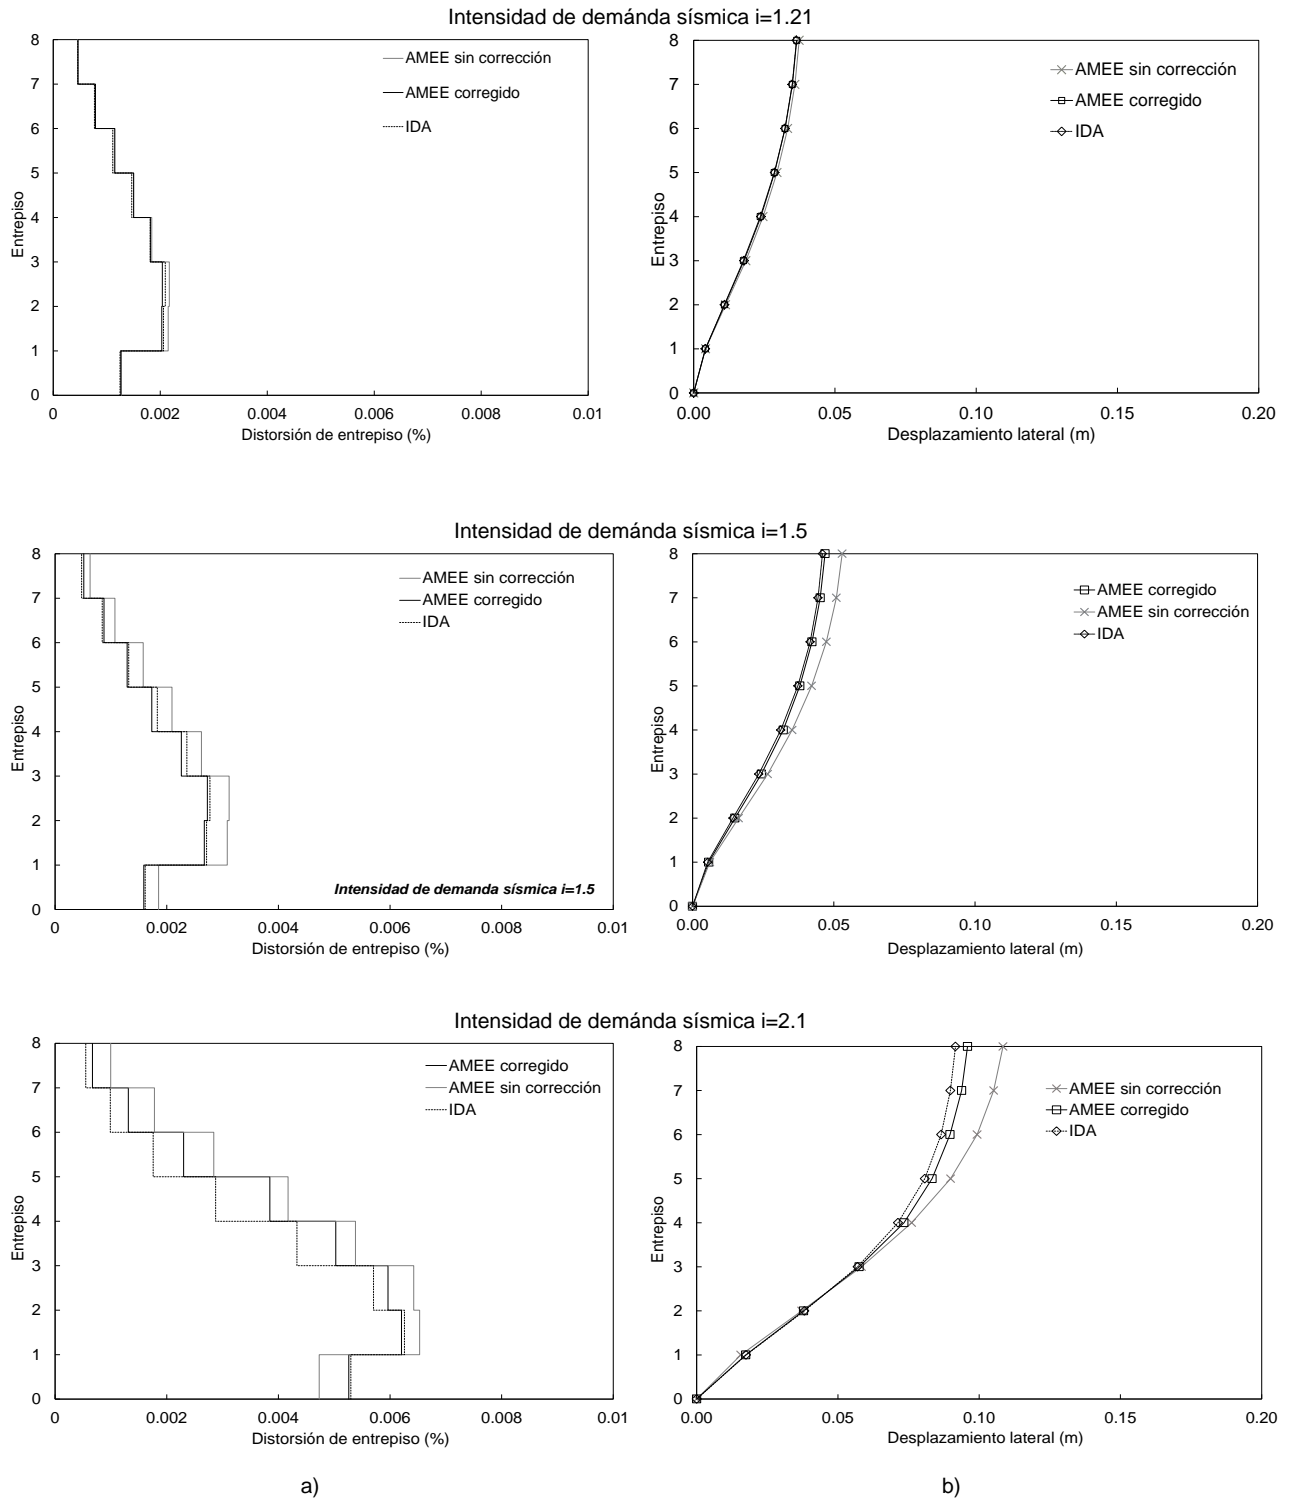 Intensidad de demánda sísmica i=1.21
8
7
6
5
4
3
2
1
0
Entrepiso
AMEE sin corrección
AMEE corregido
IDA
0 0.002 0.004 0.006 0.008 0.01
Distorsión de entrepiso (%)
8
7
6
5
4
3
2
1
0
Entrepiso
AMEE sin corrección
AMEE corregido
IDA
0.00 0.05 0.10 0.15 0.20
Desplazamiento lateral (m)
Intensidad de demánda sísmica i=1.5
8
7
6
5
4
3
2
1
0
Entrepiso
AMEE sin corrección
AMEE corregido
IDA
Intensidad de demanda sísmica i=1.5
0 0.002 0.004 0.006 0.008 0.01
Distorsión de entrepiso (%)
8
7
6
5
4
3
2
1
0
Entrepiso
AMEE corregido
AMEE sin corrección
IDA
0.00 0.05 0.10 0.15 0.20
Desplazamiento lateral (m)
Intensidad de demánda sísmica i=2.1
8
7
6
5
4
3
2
1
0
Entrepiso
AMEE corregido
AMEE sin corrección
IDA
0 0.002 0.004 0.006 0.008 0.01
Distorsión de entrepiso (%)
8
7
6
5
4
3
2
1
0
Entrepiso
AMEE sin corrección
AMEE corregido
IDA
0.00 0.05 0.10 0.15 0.20
Desplazamiento lateral (m)
a)
b)